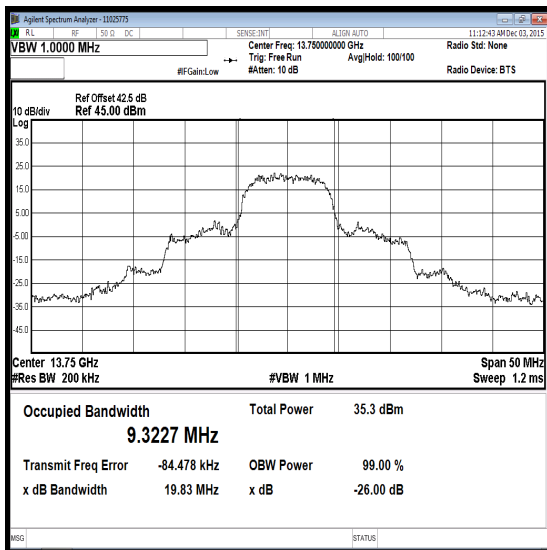 Agilent Spectrum Analyzer - 11025775
LXI RL RF 50 Ω DC SENSE:INT ALIGN AUTO 11:12:43 AM Dec 03, 2015
VBW 1.0000 MHz Center Freq: 13.750000000 GHz Radio Std: None
Trig: Free Run Avg|Hold: 100/100
#IFGain:Low #Atten: 10 dB Radio Device: BTS
Ref Offset 42.5 dB
10 dB/div Ref 45.00 dBm
Log
35.0
25.0
15.0
5.00
-5.00
-15.0
-25.0
-35.0
-45.0
Center 13.75 GHz Span 50 MHz
#Res BW 200 kHz #VBW 1 MHz Sweep 1.2 ms
Occupied Bandwidth Total Power 35.3 dBm
9.3227 MHz
Transmit Freq Error -84.478 kHz OBW Power 99.00 %
x dB Bandwidth 19.83 MHz x dB -26.00 dB
MSG STATUS